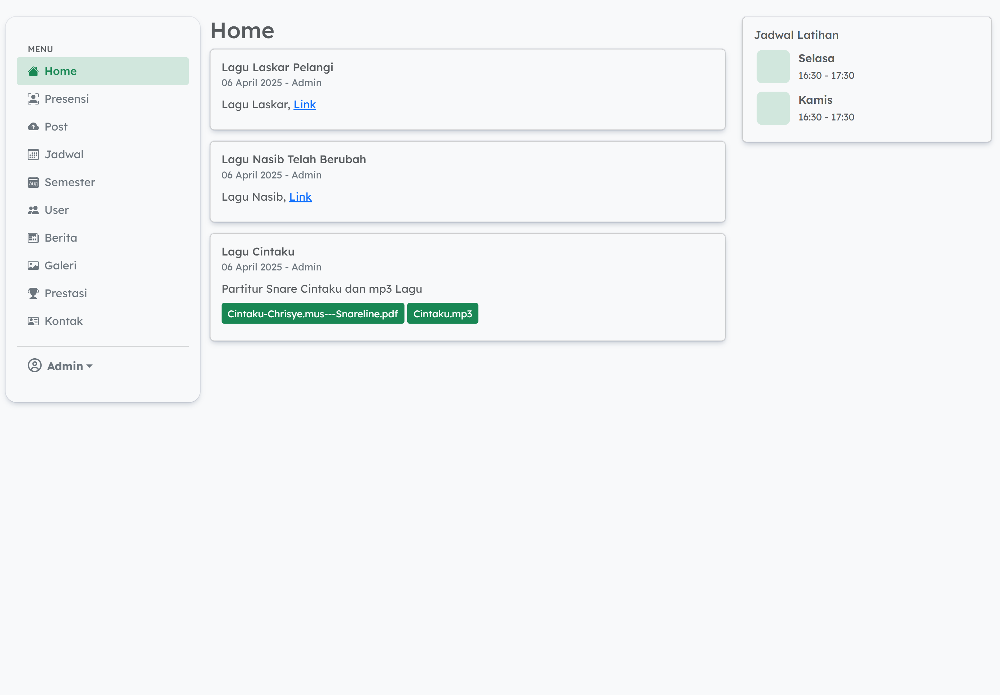 MENU
Home
Presensi
Post
Jadwal
Aug Semester
User
Berita
Galeri
Prestasi
Kontak
Admin
Home
Lagu Laskar Pelangi
06 April 2025 - Admin
Lagu Laskar, Link
Lagu Nasib Telah Berubah
06 April 2025 - Admin
Lagu Nasib, Link
Lagu Cintaku
06 April 2025 - Admin
Partitur Snare Cintaku dan mp3 Lagu
Cintaku-Chrisye.mus---Snareline.pdf Cintaku.mp3
Jadwal Latihan
Selasa
16:30 - 17:30
Kamis
16:30 - 17:30